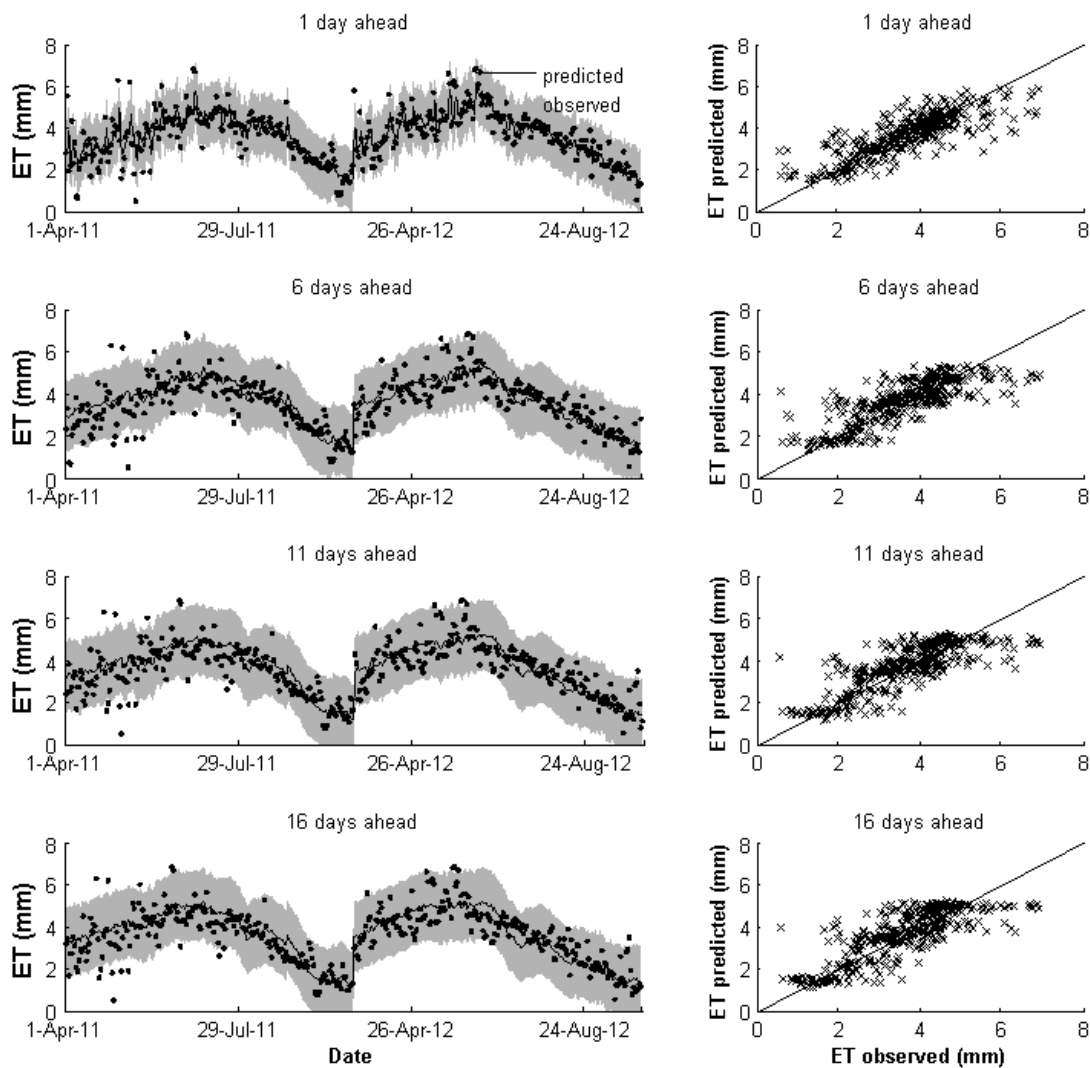 1 day ahead
8
6
4
2
0
ET (mm)
predicted
observed
1-Apr-11 29-Jul-11 26-Apr-12 24-Aug-12
8
6
4
2
0
ET predicted (mm)
0 2 4 6 8
6 days ahead
8
6
4
2
0
ET (mm)
1-Apr-11 29-Jul-11 26-Apr-12 24-Aug-12
6 days ahead
8
6
4
2
0
ET predicted (mm)
0 2 4 6 8
11 days ahead
8
6
4
2
0
ET (mm)
1-Apr-11 29-Jul-11 26-Apr-12 24-Aug-12
11 days ahead
8
6
4
2
0
ET predicted (mm)
0 2 4 6 8
16 days ahead
8
6
4
2
0
ET (mm)
1-Apr-11 29-Jul-11 26-Apr-12 24-Aug-12
Date
16 days ahead
8
6
4
2
0
ET predicted (mm)
0 2 4 6 8
ET observed (mm)
1 day ahead